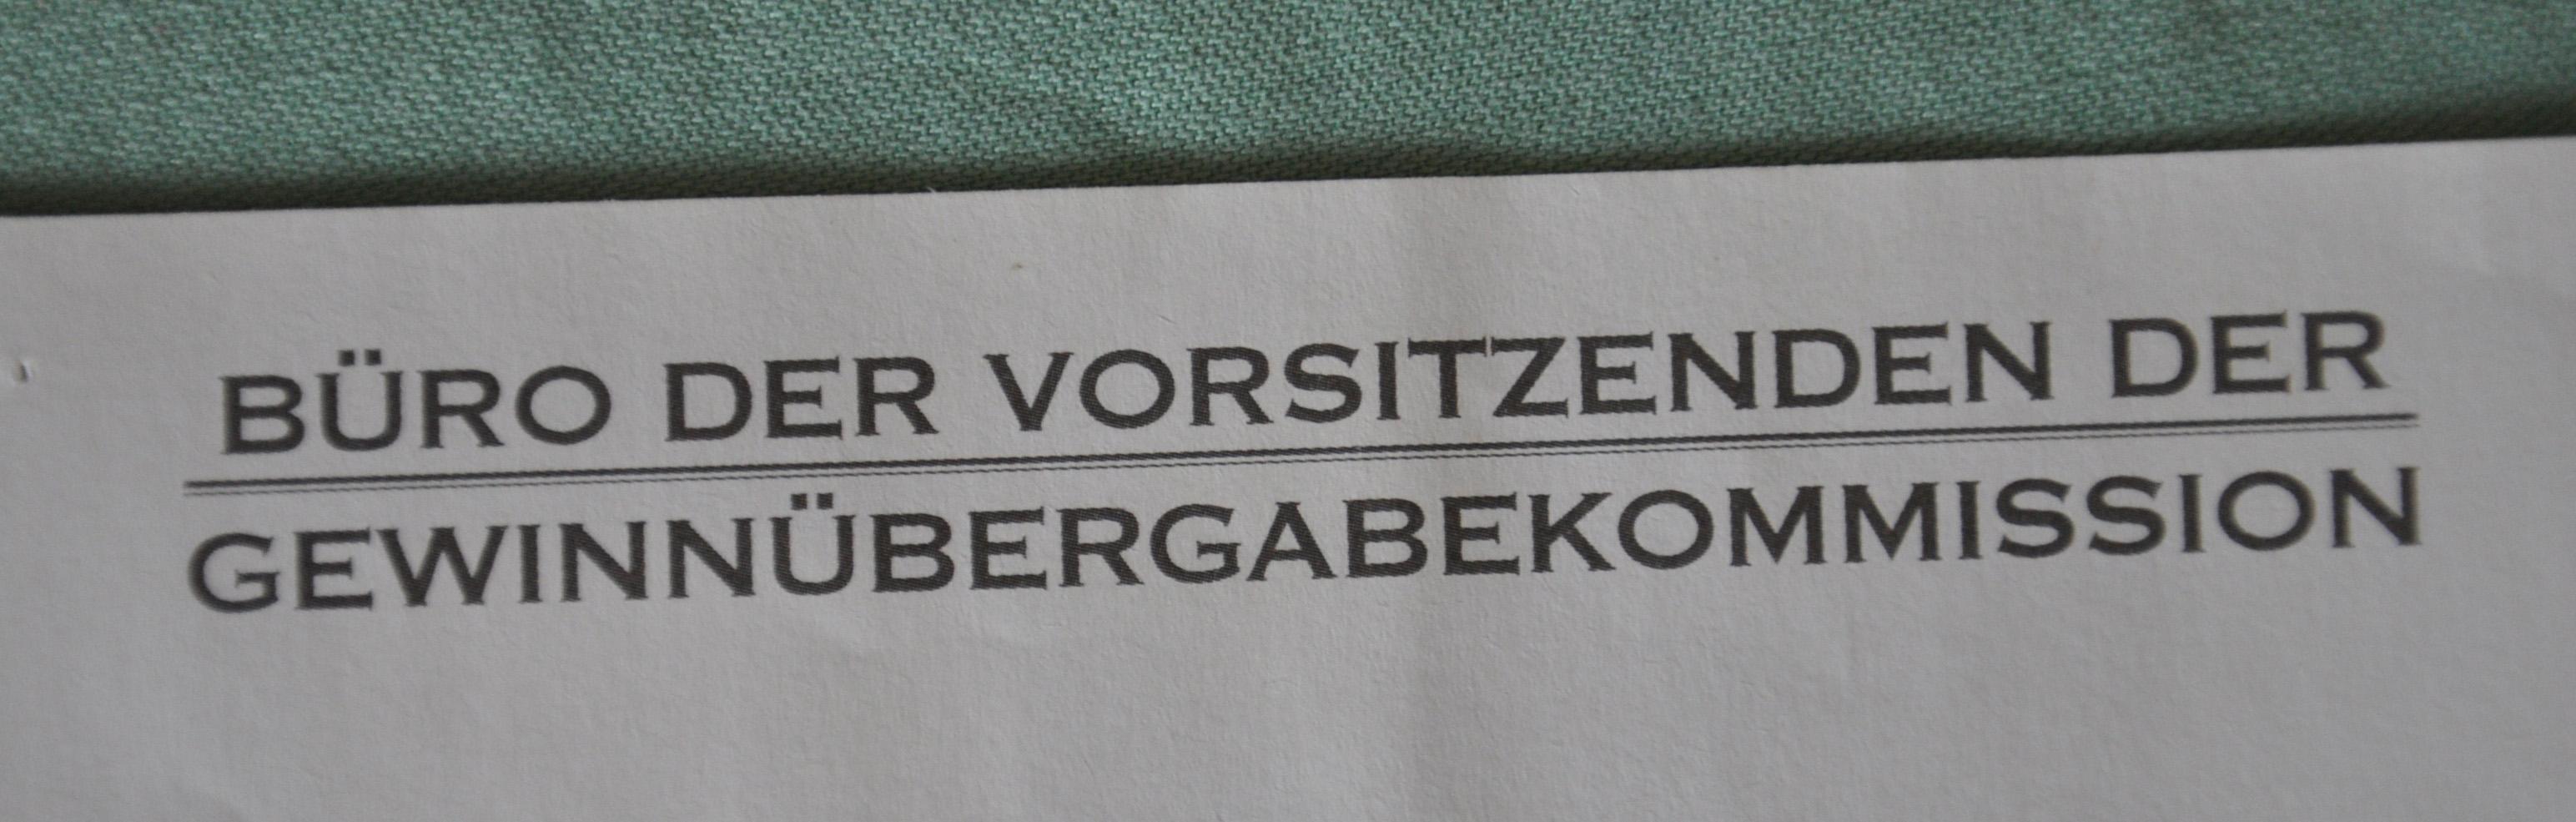 BÜRO DER VORSITZENDEN DER
GEWINNÜBERGABEKOMMISSION